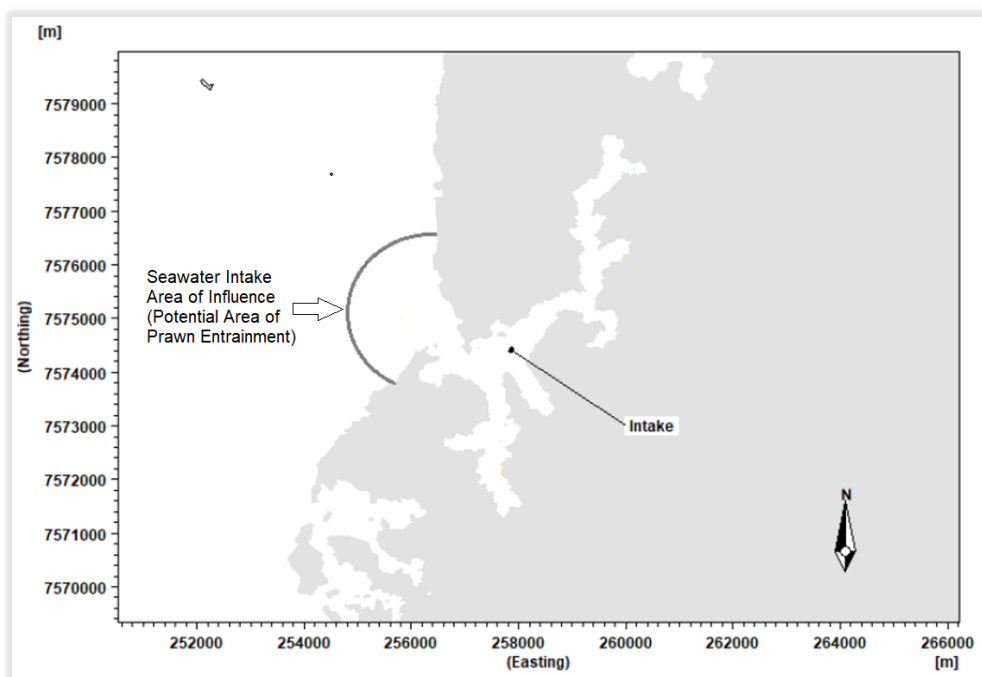 [m]
7579000
7578000
7577000
7576000
7575000
7574000
7573000
7572000
7571000
7570000
(Northing)
Seawater Intake
Area of Influence
(Potential Area of
Prawn Entrainment)
Intake
N
252000 254000 256000 258000 260000 262000 264000 266000
(Easting)
[m]